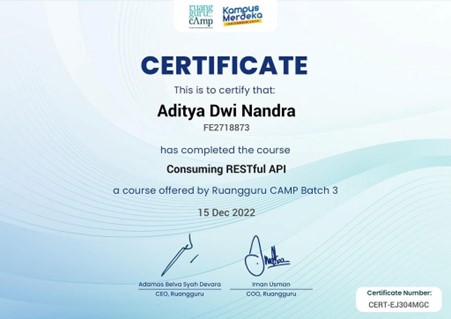 ruang
guru
cAmp
Kampus
Merdeka
CERTIFICATE
This is to certify that:
Aditya Dwi Nandra
FE2718873
has completed the course
Consuming RESTful API
a course offered by Ruangguru CAMP Batch 3
15 Dec 2022
Adamas Belva Syah Devara
CEO, Ruangguru
Iman Usman
COO, Ruangguru
Certificate Number:
CERT-EJ304MGC